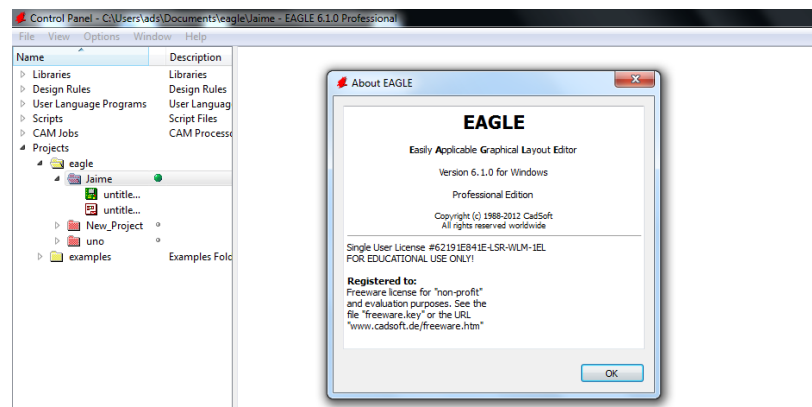 Control Panel - C:\Users\ads\Documents\eagle\Jaime - EAGLE 6.1.0 Professional
File View Options Window Help
Name Description
Libraries Libraries
Design Rules Design Rules
User Language Programs User Languag
Scripts Script Files
CAM Jobs CAM Processo
Projects
eagle
Jaime
untitle...
untitle...
New_Project
uno
examples Examples Fold
About EAGLE
EAGLE
Easily Applicable Graphical Layout Editor
Version 6.1.0 for Windows
Professional Edition
Copyright (c) 1988-2012 CadSoft
All rights reserved worldwide
Single User License #62191E841E-LSR-WLM-1EL
FOR EDUCATIONAL USE ONLY!
Registered to:
Freeware license for "non-profit"
and evaluation purposes. See the
file "freeware.key" or the URL
"www.cadsoft.de/freeware.htm"
OK